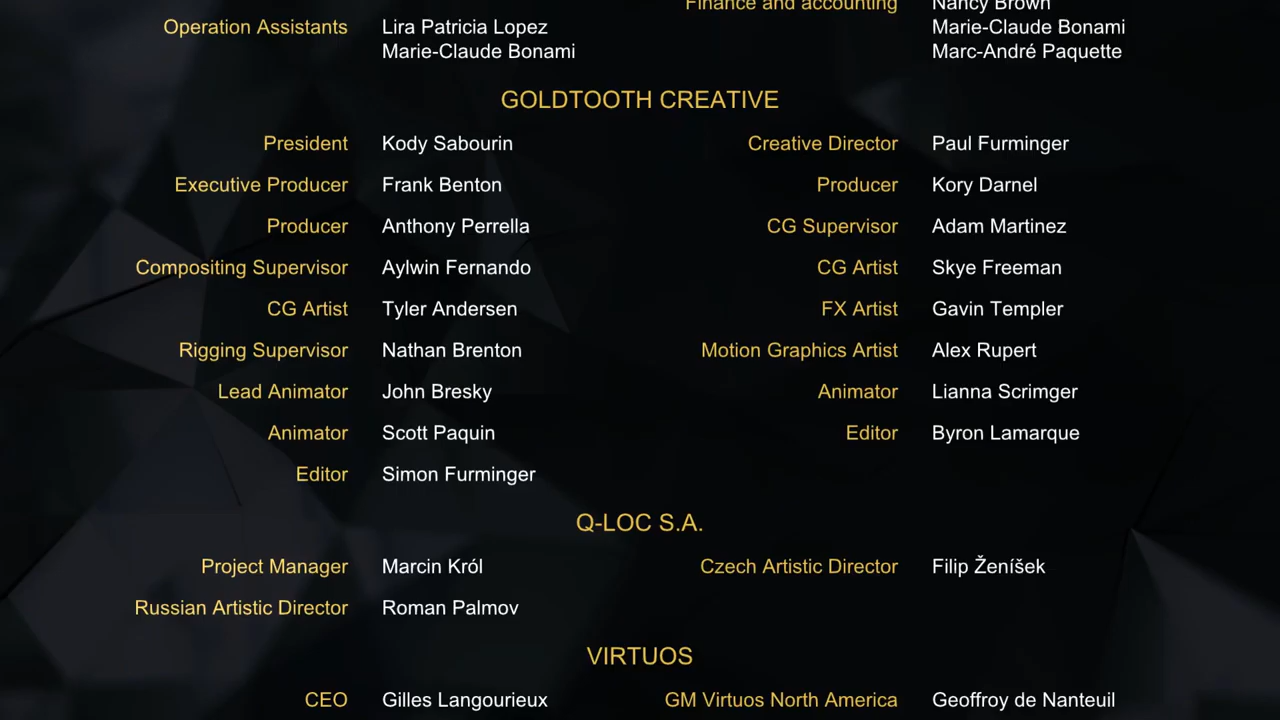 Finance and accounting Nancy Brown
Operation Assistants Lira Patricia Lopez Marie-Claude Bonami
Marie-Claude Bonami Marc-André Paquette
GOLDTOOTH CREATIVE
President Kody Sabourin Creative Director Paul Furminger
Executive Producer Frank Benton Producer Kory Darnel
Producer Anthony Perrella CG Supervisor Adam Martinez
Compositing Supervisor Aylwin Fernando CG Artist Skye Freeman
CG Artist Tyler Andersen FX Artist Gavin Templer
Rigging Supervisor Nathan Brenton Motion Graphics Artist Alex Rupert
Lead Animator John Bresky Animator Lianna Scrimger
Animator Scott Paquin Editor Byron Lamarque
Editor Simon Furminger
Q-LOC S.A.
Project Manager Marcin Król Czech Artistic Director Filip Ženíšek
Russian Artistic Director Roman Palmov
VIRTUOS
CEO Gilles Langourieux GM Virtuos North America Geoffroy de Nanteuil